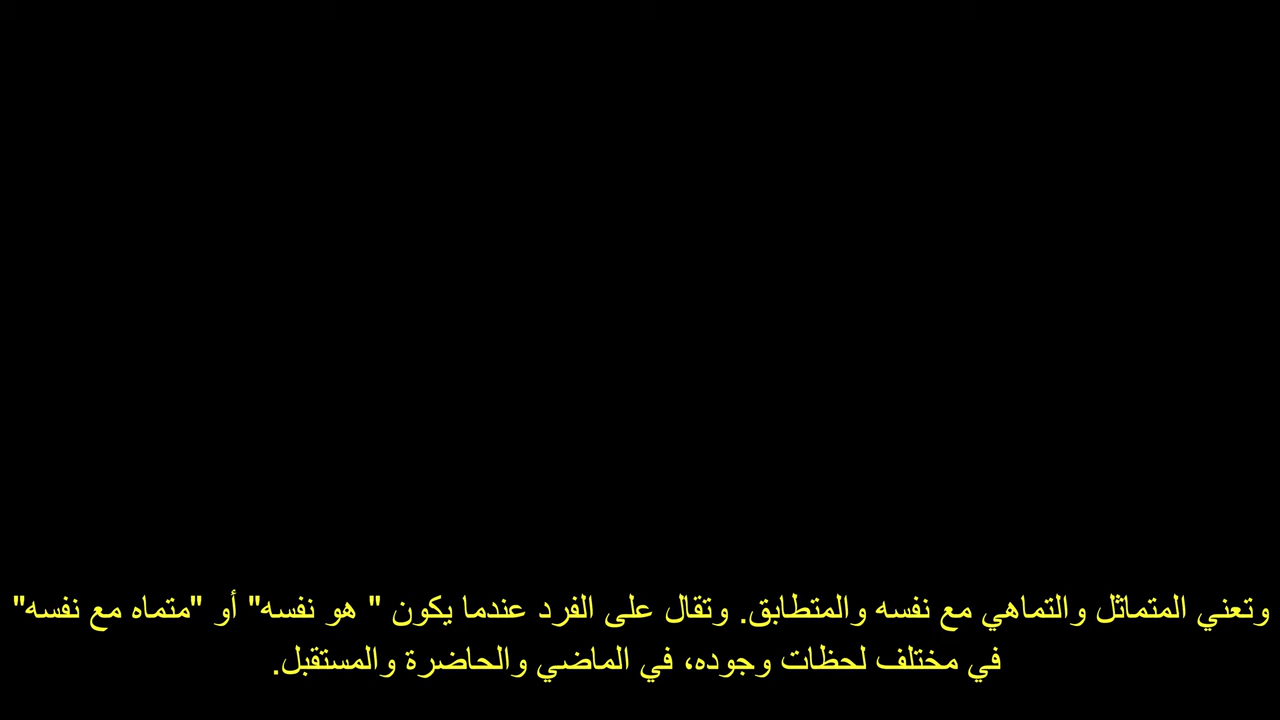 وتعني المتماثل والتماهي مع نفسه والمتطابق. وتقال على الفرد عندما يكون " هو نفسه" أو "متماه مع نفسه"
في مختلف لحظات وجوده، في الماضي والحاضرة والمستقبل.